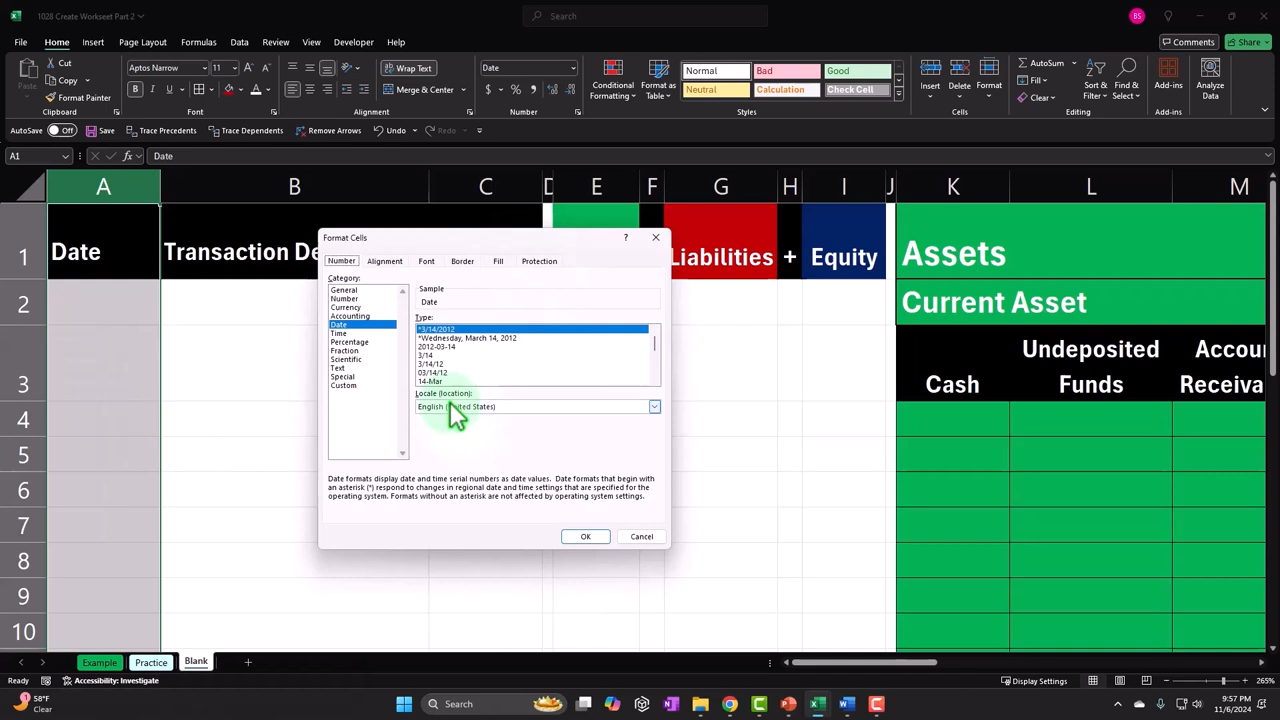 1028 Create Workseet Part 2
Search
BS
File Home Insert Page Layout Formulas Data Review View Developer Help
Comments Share
Cut
Copy
Format Painter
Clipboard
Aptos Narrow 11
B
Font
Wrap Text
Merge & Center
Alignment
Date
$ % 9
Number
Conditional Formatting
Format as Table
Normal Bad Good
Neutral Calculation Check Cell
Styles
Insert Delete Format
Cells
AutoSum
Fill
Clear
Sort & Filter
Find & Select
Editing
Add-ins
Add-ins
Analyze Data
AutoSave Off Save Trace Precedents Trace Dependents Remove Arrows Undo Redo
A1 fx Date
A B C D E F G H I J K L M
1 Date Transaction De Liabilities + Equity Assets
2 Current Asset
3 Cash Undeposited Funds Accou Receiva
4
5
6
7
8
9
10
Format Cells ?
Number Alignment Font Border Fill Protection
Category:
General
Number
Currency
Accounting
Date
Time
Percentage
Fraction
Scientific
Text
Special
Custom
Sample
Date
Type:
*3/14/2012
*Wednesday, March 14, 2012
2012-03-14
3/14
3/14/12
03/14/12
14-Mar
Locale (location):
English (United States)
Date formats display date and time serial numbers as date values. Date formats that begin with
an asterisk (*) respond to changes in regional date and time settings that are specified for the
operating system. Formats without an asterisk are not affected by operating system settings.
OK Cancel
Example Practice Blank +
Ready Accessibility: Investigate Display Settings 265%
58°F
Clear
Search
9:57 PM
11/6/2024